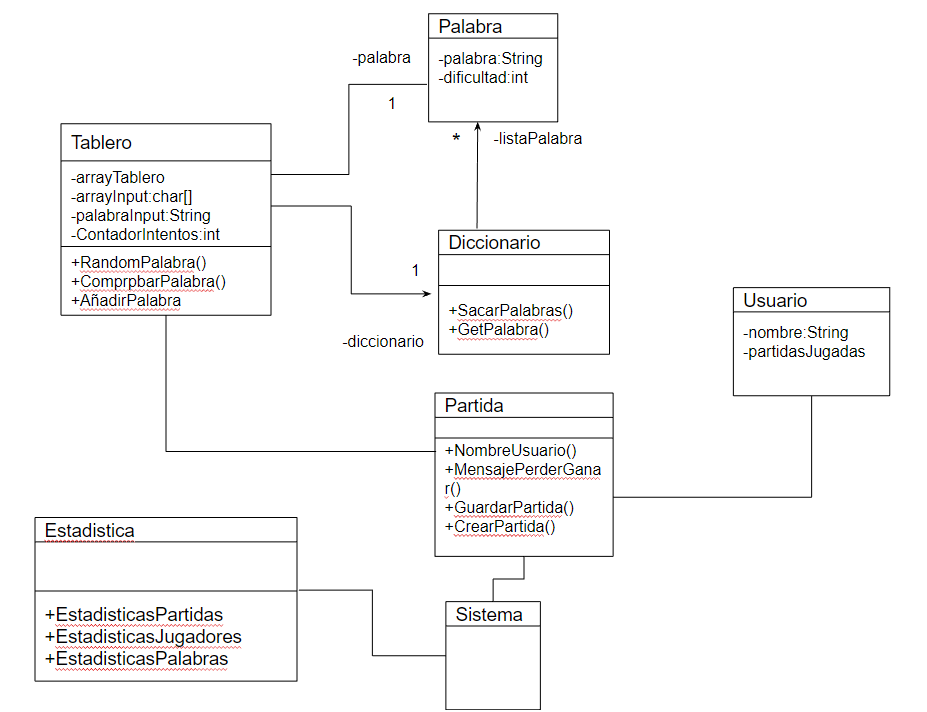 Palabra
-palabra:String
-dificultad:int
-palabra
1
*
-listaPalabra
Tablero
-arrayTablero
-arrayInput:char[]
-palabraInput:String
-ContadorIntentos:int
+RandomPalabra()
+ComprpbarPalabra()
+AñadirPalabra
1
-diccionario
Diccionario
+SacarPalabras()
+GetPalabra()
Usuario
-nombre:String
-partidasJugadas
Partida
+NombreUsuario()
+MensajePerderGana
r()
+GuardarPartida()
+CrearPartida()
Estadistica
+EstadisticasPartidas
+EstadisticasJugadores
+EstadisticasPalabras
Sistema